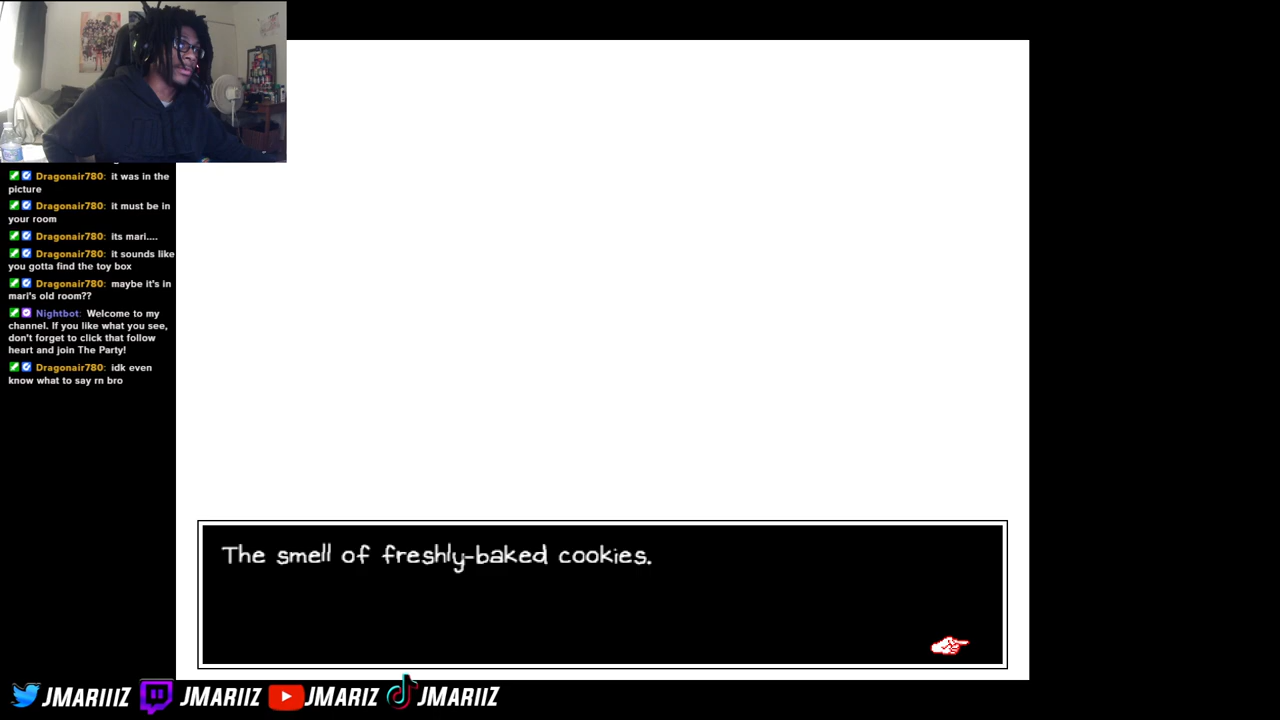 Dragonair780: it was in the
picture
Dragonair780: it must be in
your room
Dragonair780: its mari....
Dragonair780: it sounds like
you gotta find the toy box
Dragonair780: maybe it's in
mari's old room??
Nightbot: Welcome to my
channel. If you like what you see,
don't forget to click that follow
heart and join The Party!
Dragonair780: idk even
know what to say rn bro
The smell of freshly-baked cookies.
JMARIIIZ JMARIIZ JMARIZ JMARIIZ